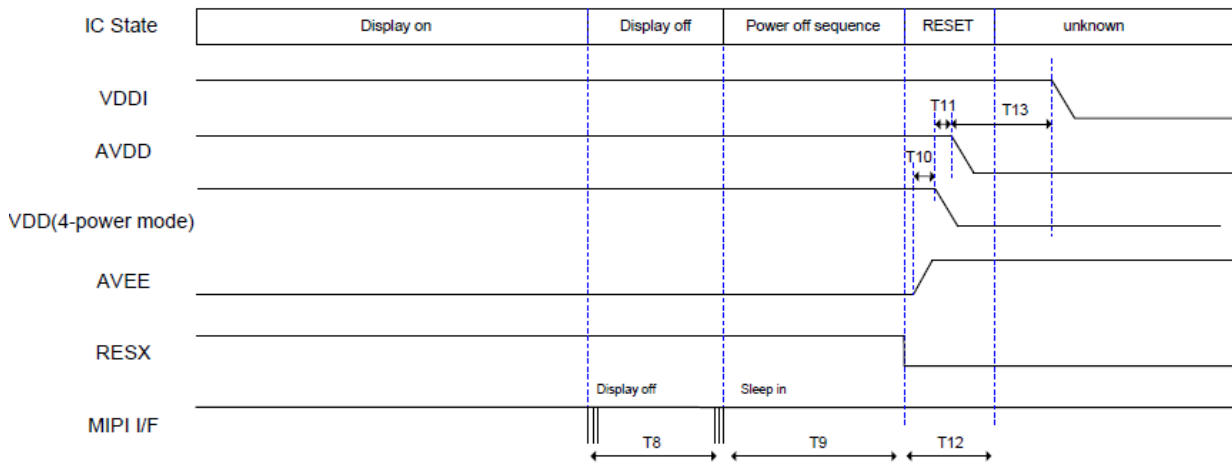 IC State Display on Display off Power off sequence RESET unknown
VDDI
T11 T13
AVDD
T10
VDD(4-power mode)
AVEE
RESX
Display off Sleep in
MIPI I/F
T8 T9 T12